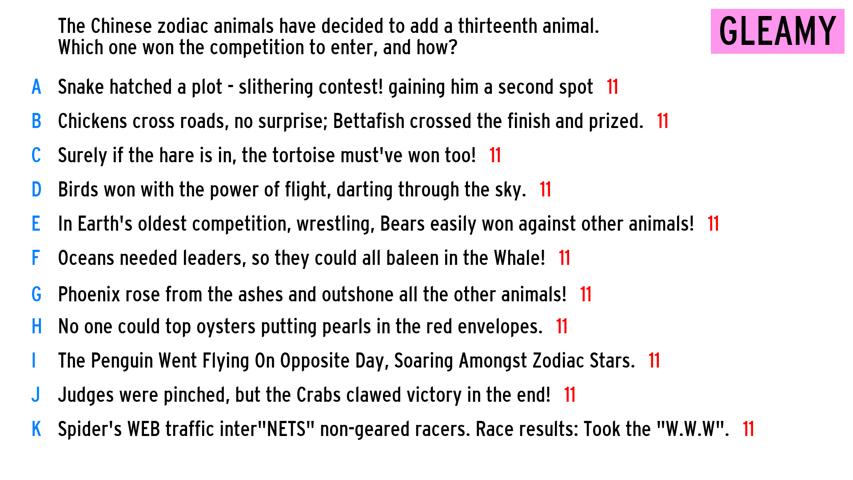 The Chinese zodiac animals have decided to add a thirteenth animal.
Which one won the competition to enter, and how?
GLEAMY
A Snake hatched a plot - slithering contest! gaining him a second spot 11
B Chickens cross roads, no surprise; Bettafish crossed the finish and prized. 11
C Surely if the hare is in, the tortoise must've won too! 11
D Birds won with the power of flight, darting through the sky. 11
E In Earth's oldest competition, wrestling, Bears easily won against other animals! 11
F Oceans needed leaders, so they could all baleen in the Whale! 11
G Phoenix rose from the ashes and outshone all the other animals! 11
H No one could top oysters putting pearls in the red envelopes. 11
I The Penguin Went Flying On Opposite Day, Soaring Amongst Zodiac Stars. 11
J Judges were pinched, but the Crabs clawed victory in the end! 11
K Spider's WEB traffic inter"NETS" non-geared racers. Race results: Took the "W.W.W". 11